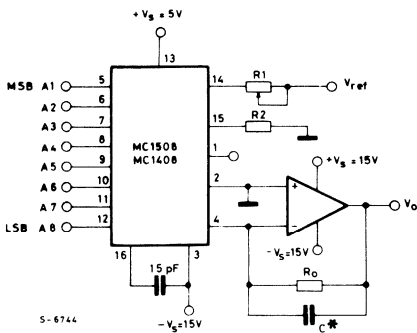 +Vs = 5V
13
MSB A1 5
A2 6
A3 7
A4 8
A5 9
A6 10
A7 11
LSB A8 12
MC1508
MC1408
14 R1 Vref
15 R2
1
2
4
16 15 pF 3
-Vs=15V
+Vs = 15V
+
-
Vo
-Vs=15V
Ro
C*
S-6744